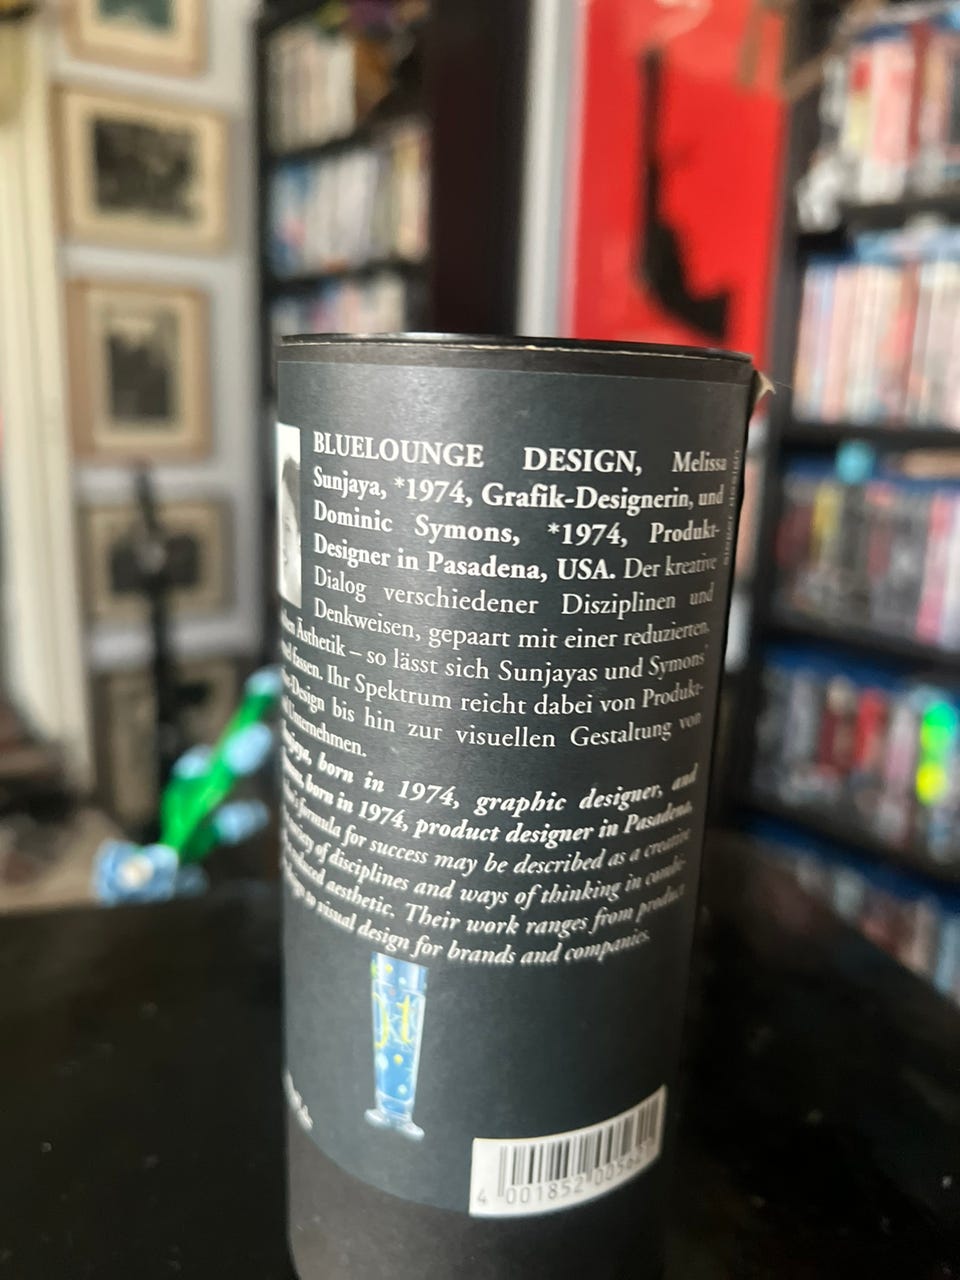 BLUELOUNGE DESIGN, Melissa
Sunjaya, *1974, Grafik-Designerin, und
Dominic Symons, *1974, Produkt-
Designer in Pasadena, USA. Der kreative
Dialog verschiedener Disziplinen und
Denkweisen, gepaart mit einer reduzierten,
Ästhetik – so lässt sich Sunjayas und Symons'
fassen. Ihr Spektrum reicht dabei von Produkt-
Design bis hin zur visuellen Gestaltung von
Unternehmen.
born in 1974, graphic designer, and
born in 1974, product designer in Pasadena,
formula for success may be described as a creative
of disciplines and ways of thinking in
aesthetic. Their work ranges from product
to visual design for brands and companies.
4 001852